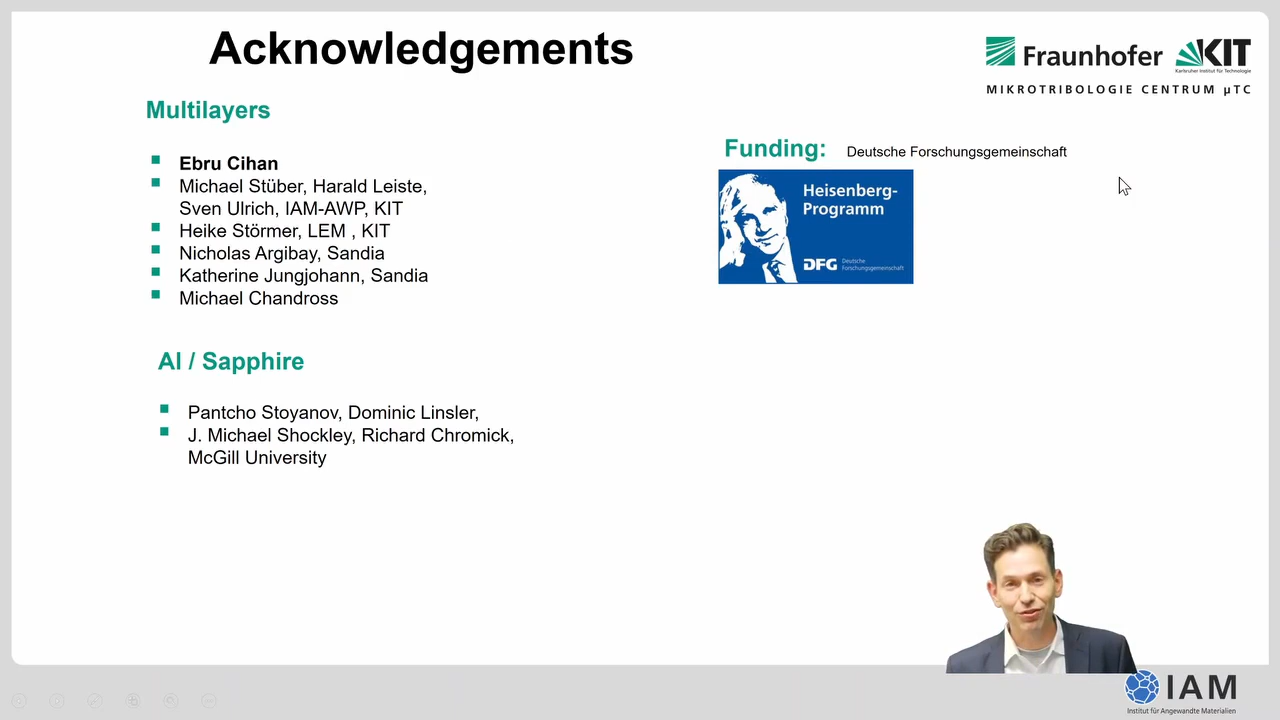 Acknowledgements
Fraunhofer
KIT
Karlsruher Institut für Technologie
MIKROTRIBOLOGIE CENTRUM µTC
Multilayers
Ebru Cihan
Michael Stüber, Harald Leiste,
Sven Ulrich, IAM-AWP, KIT
Heike Störmer, LEM , KIT
Nicholas Argibay, Sandia
Katherine Jungjohann, Sandia
Michael Chandross
Al / Sapphire
Pantcho Stoyanov, Dominic Linsler,
J. Michael Shockley, Richard Chromick,
McGill University
Funding: Deutsche Forschungsgemeinschaft
Heisenberg-
Programm
DFG Deutsche
Forschungsgemeinschaft
IAM
Institut für Angewandte Materialien